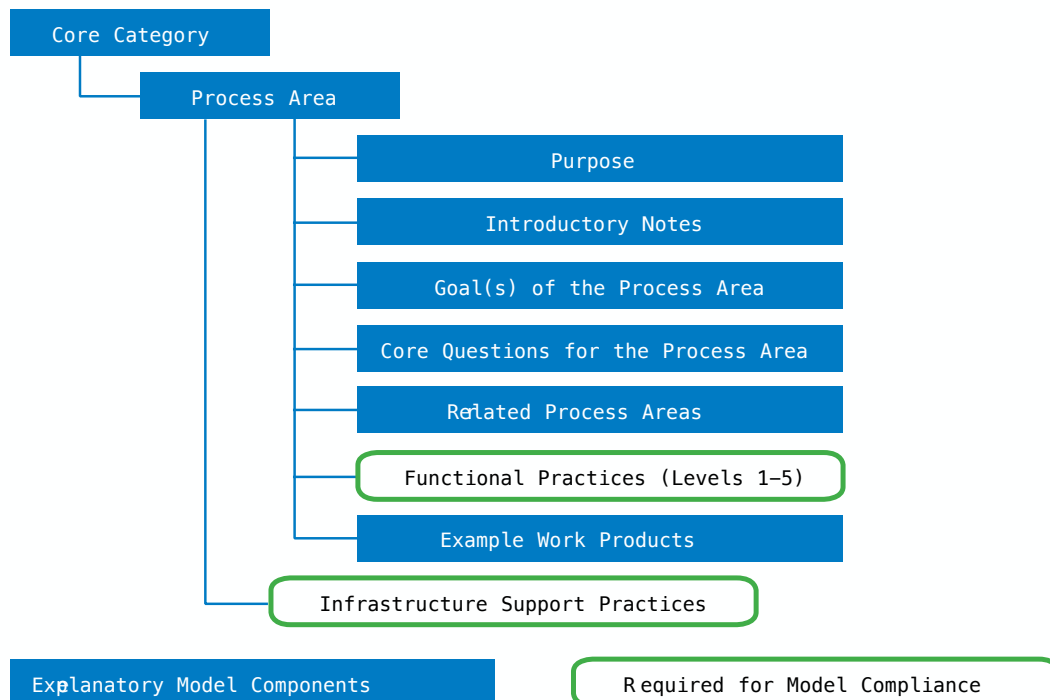 Core Category
Process Area
Purpose
Introductory Notes
Goal(s) of the Process Area
Core Questions for the Process Area
Related Process Areas
Functional Practices (Levels 1–5)
Example Work Products
Infrastructure Support Practices
Explanatory Model Components
Required for Model Compliance